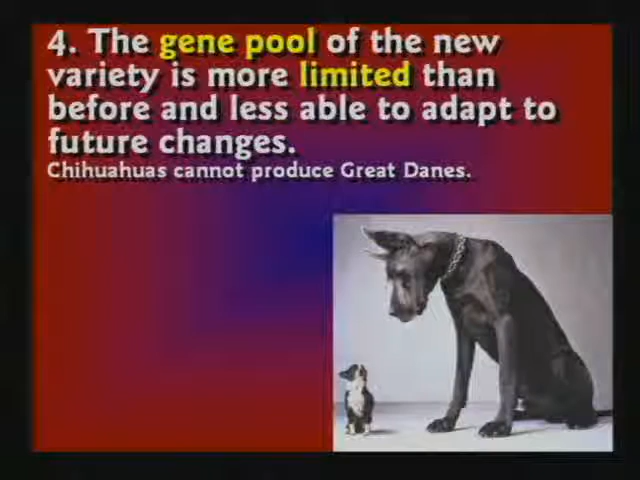 4. The gene pool of the new
variety is more limited than
before and less able to adapt to
future changes.
Chihuahuas cannot produce Great Danes.